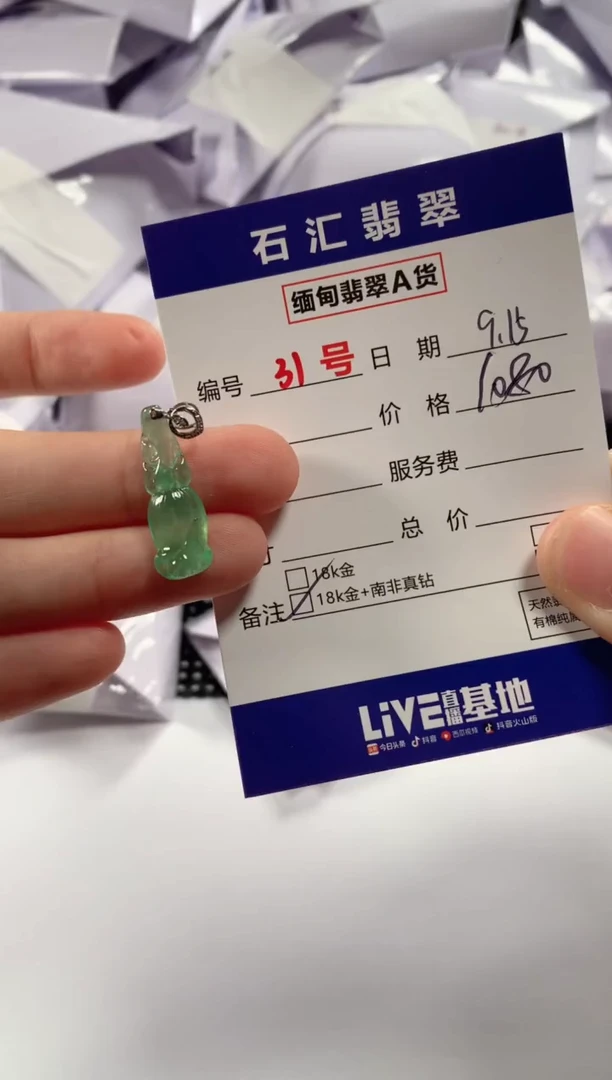 石汇翡翠
缅甸翡翠A货
编号 31号 日期 9.15
价格 1080
服务费
总价
18k金
备注 18k金+南非真钻
天然
有棉纯属
LiVE直播基地
今日头条 抖音 西瓜视频 抖音火山版